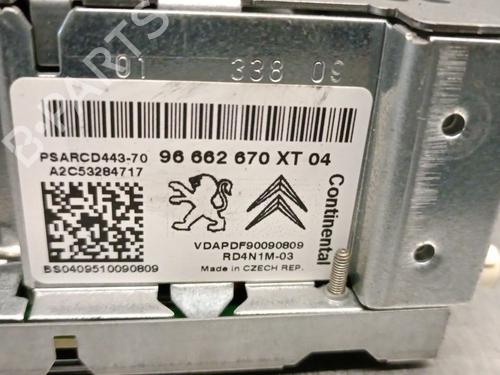 01 338 09
PSARCD443-70 96 662 670 XT 04
A2C53284717
Continental
VDAPDF90090809
RD4N1M-03
Made in CZECH REP.
BS0409510090809
B-PARTS